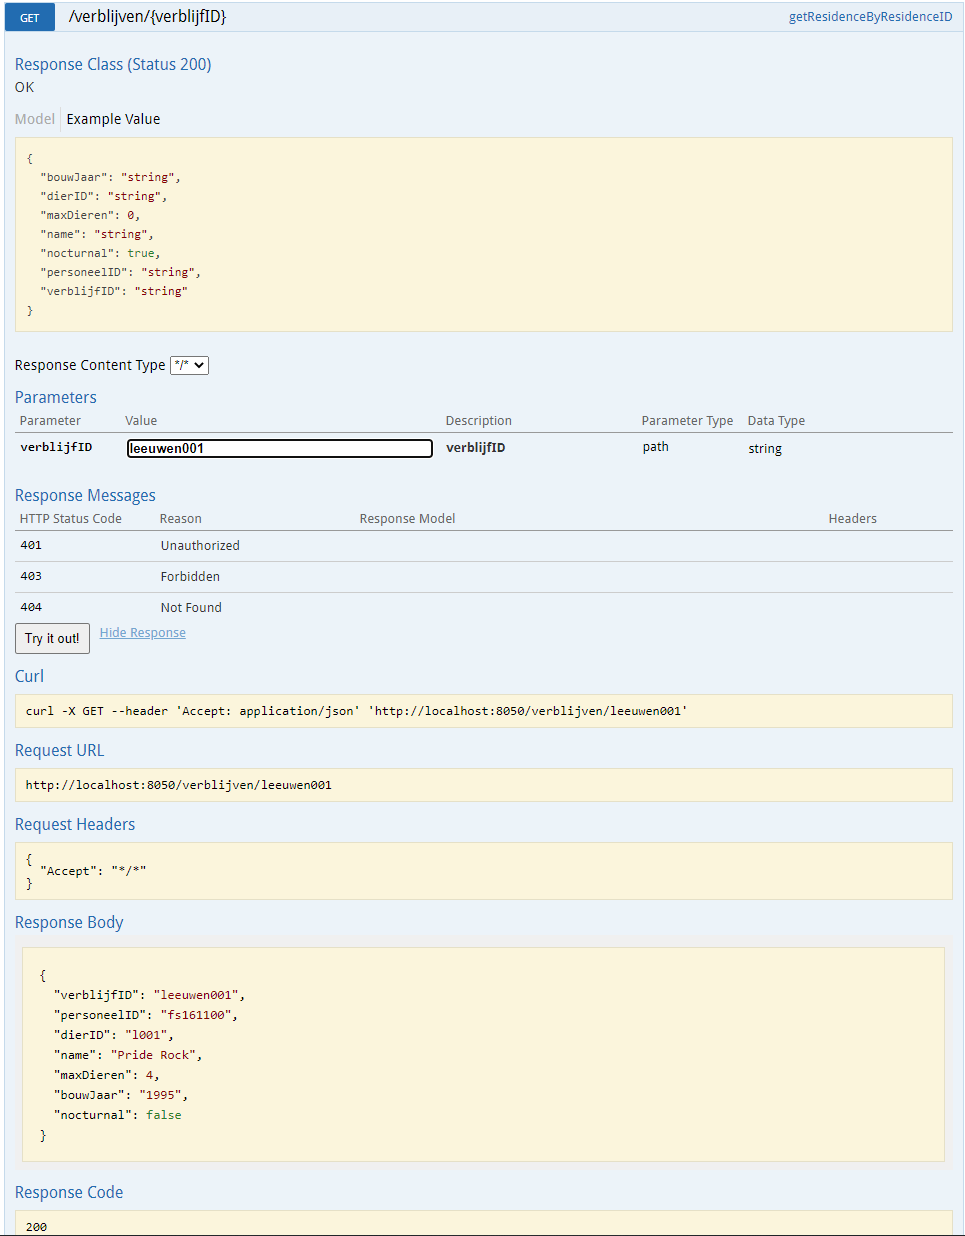 GET /verblijven/{verblijfID} getResidenceByResidenceID
Response Class (Status 200)
OK
Model Example Value
{
"bouwJaar": "string",
"dierID": "string",
"maxDieren": 0,
"name": "string",
"nocturnal": true,
"personeelID": "string",
"verblijfID": "string"
}
Response Content Type */*
Parameters
Parameter Value Description Parameter Type Data Type
verblijfID leeuwen001 verblijfID path string
Response Messages
HTTP Status Code Reason Response Model Headers
401 Unauthorized
403 Forbidden
404 Not Found
Try it out! Hide Response
Curl
curl -X GET --header 'Accept: application/json' 'http://localhost:8050/verblijven/leeuwen001'
Request URL
http://localhost:8050/verblijven/leeuwen001
Request Headers
{
"Accept": "*/*"
}
Response Body
{
"verblijfID": "leeuwen001",
"personeelID": "fs161100",
"dierID": "l001",
"name": "Pride Rock",
"maxDieren": 4,
"bouwJaar": "1995",
"nocturnal": false
}
Response Code
200